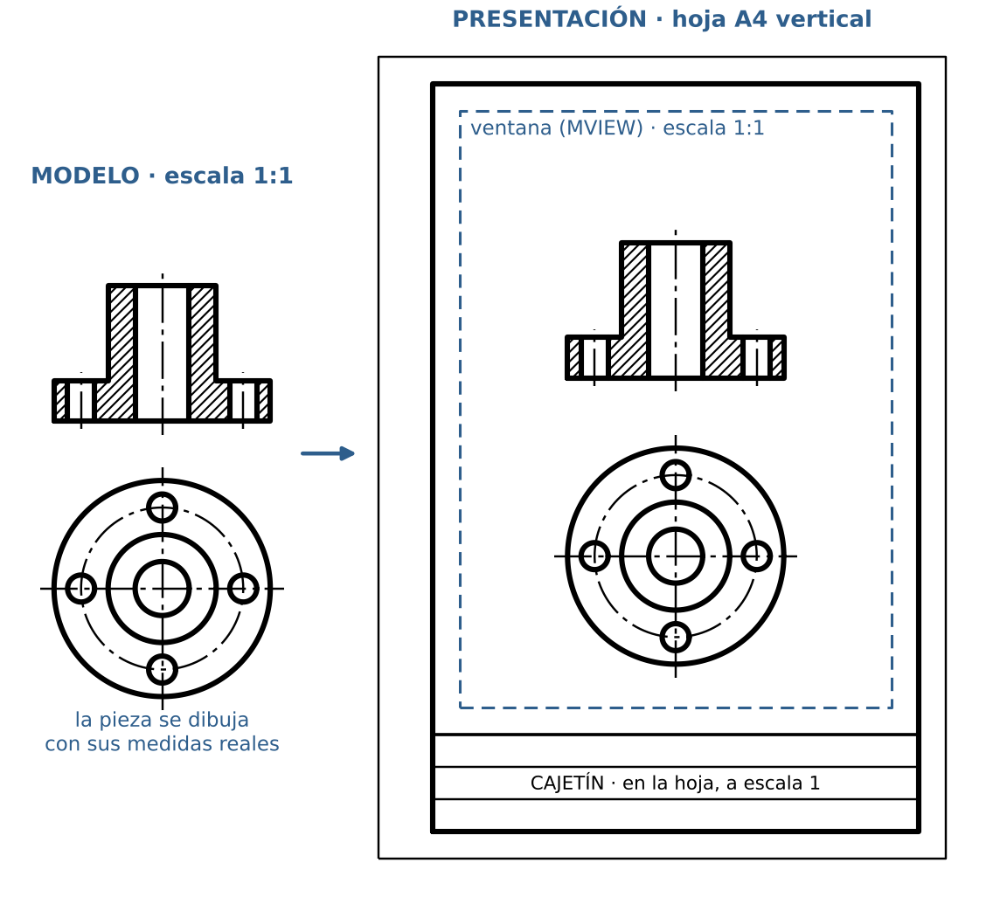 PRESENTACIÓN · hoja A4 vertical
ventana (MVIEW) · escala 1:1
MODELO · escala 1:1
la pieza se dibuja
con sus medidas reales
CAJETÍN · en la hoja, a escala 1